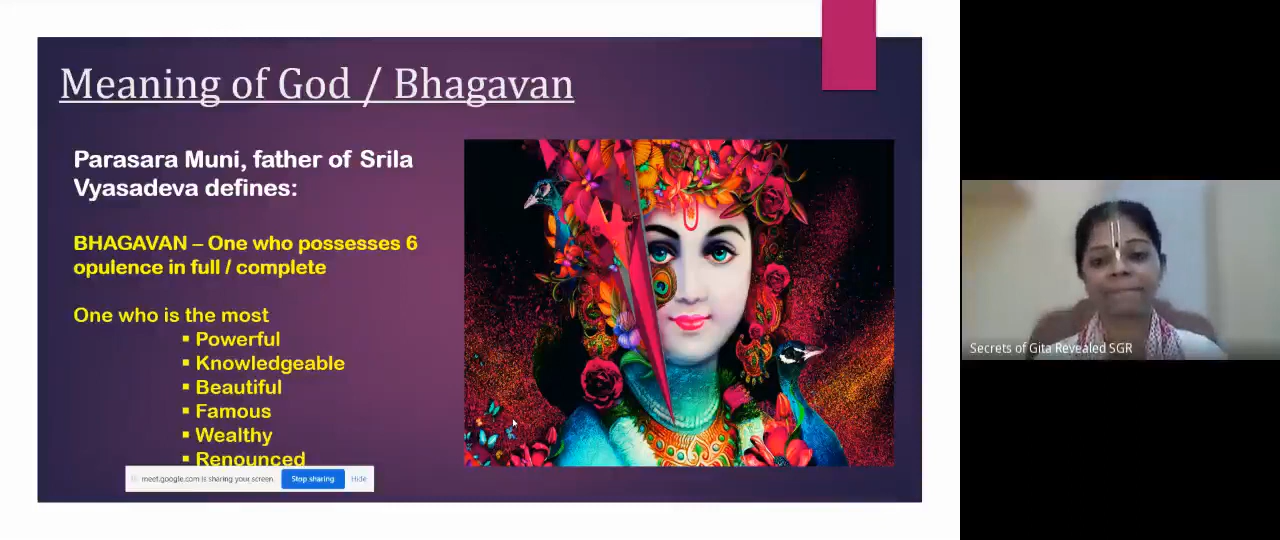 Meaning of God / Bhagavan
Parasara Muni, father of Srila
Vyasadeva defines:
BHAGAVAN – One who possesses 6
opulence in full / complete
One who is the most
▪ Powerful
▪ Knowledgeable
▪ Beautiful
▪ Famous
▪ Wealthy
▪ Renounced
meet.google.com is sharing your screen. Stop sharing Hide
Secrets of Gita Revealed SGR